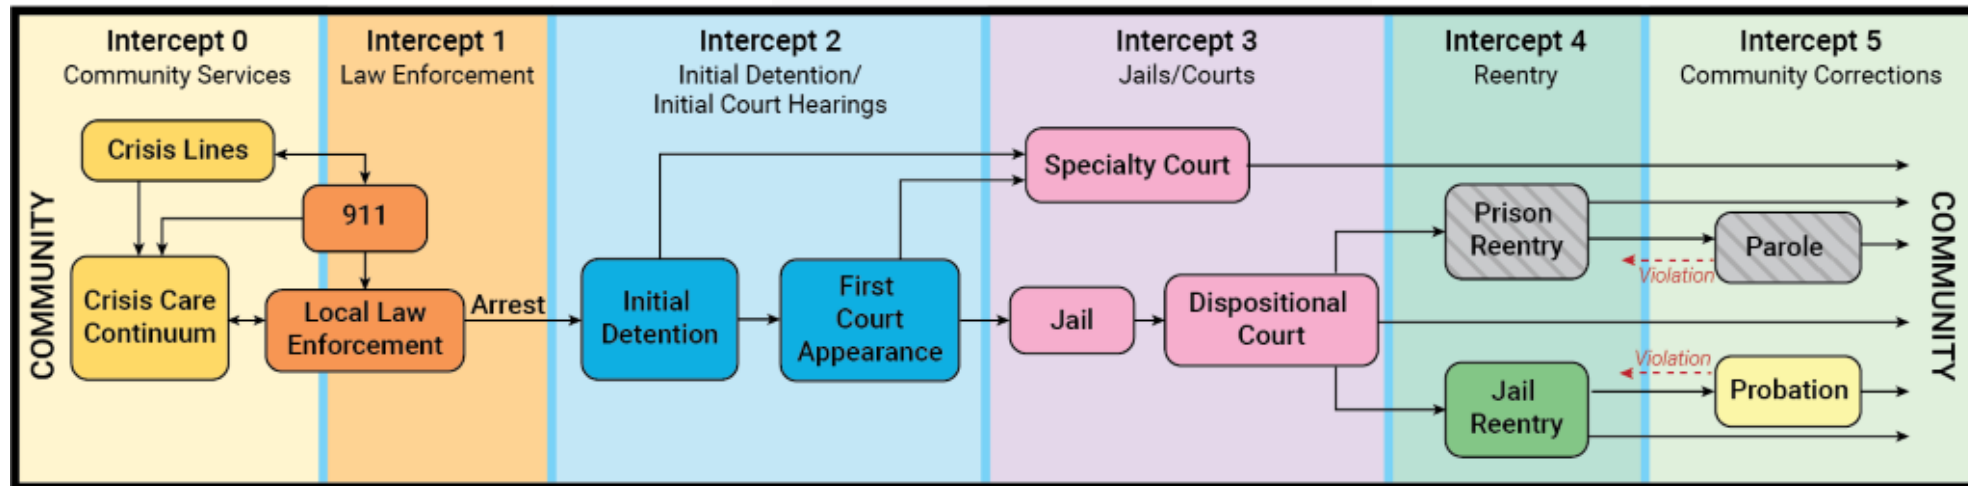 Intercept 0
Community Services
Intercept 1
Law Enforcement
Intercept 2
Initial Detention/
Initial Court Hearings
Intercept 3
Jails/Courts
Intercept 4
Reentry
Intercept 5
Community Corrections
COMMUNITY
Crisis Lines
911
Crisis Care
Continuum
Local Law
Enforcement
Arrest
Initial
Detention
First
Court
Appearance
Specialty Court
Jail
Dispositional
Court
Prison
Reentry
Parole
Violation
Jail
Reentry
Violation
Probation
COMMUNITY